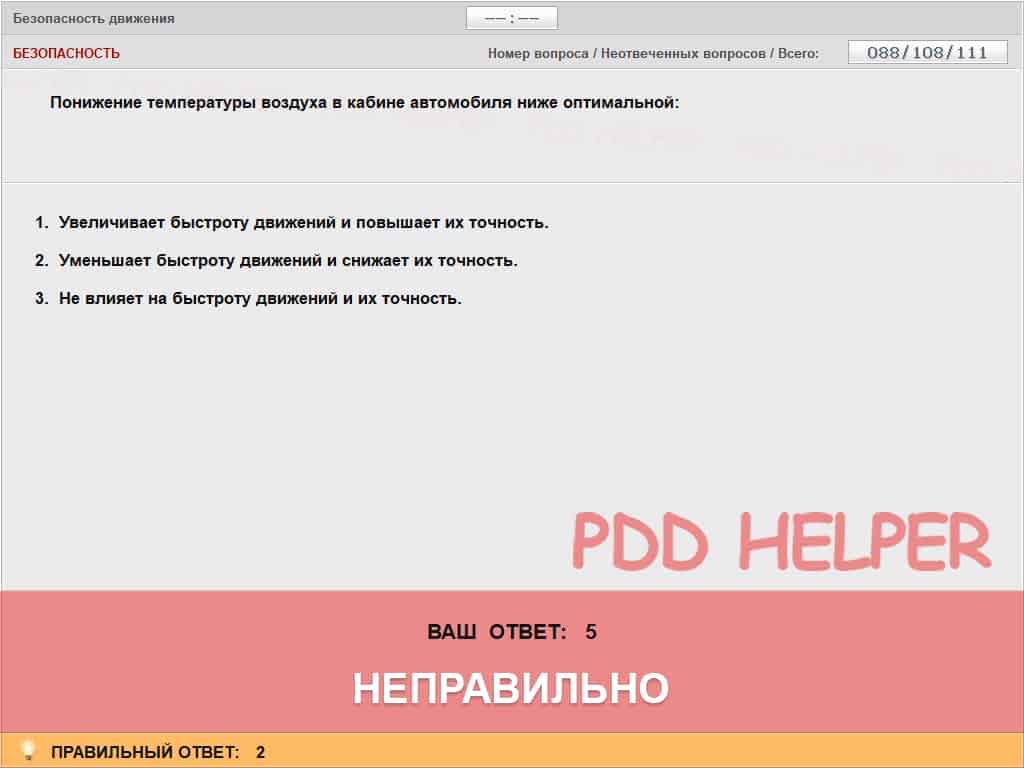 Безопасность движения
––:––
БЕЗОПАСНОСТЬ
Номер вопроса / Неотвеченных вопросов / Всего:
088/108/111
Понижение температуры воздуха в кабине автомобиля ниже оптимальной:
1. Увеличивает быстроту движений и повышает их точность.
2. Уменьшает быстроту движений и снижает их точность.
3. Не влияет на быстроту движений и их точность.
PDD HELPER
ВАШ ОТВЕТ: 5
НЕПРАВИЛЬНО
ПРАВИЛЬНЫЙ ОТВЕТ: 2